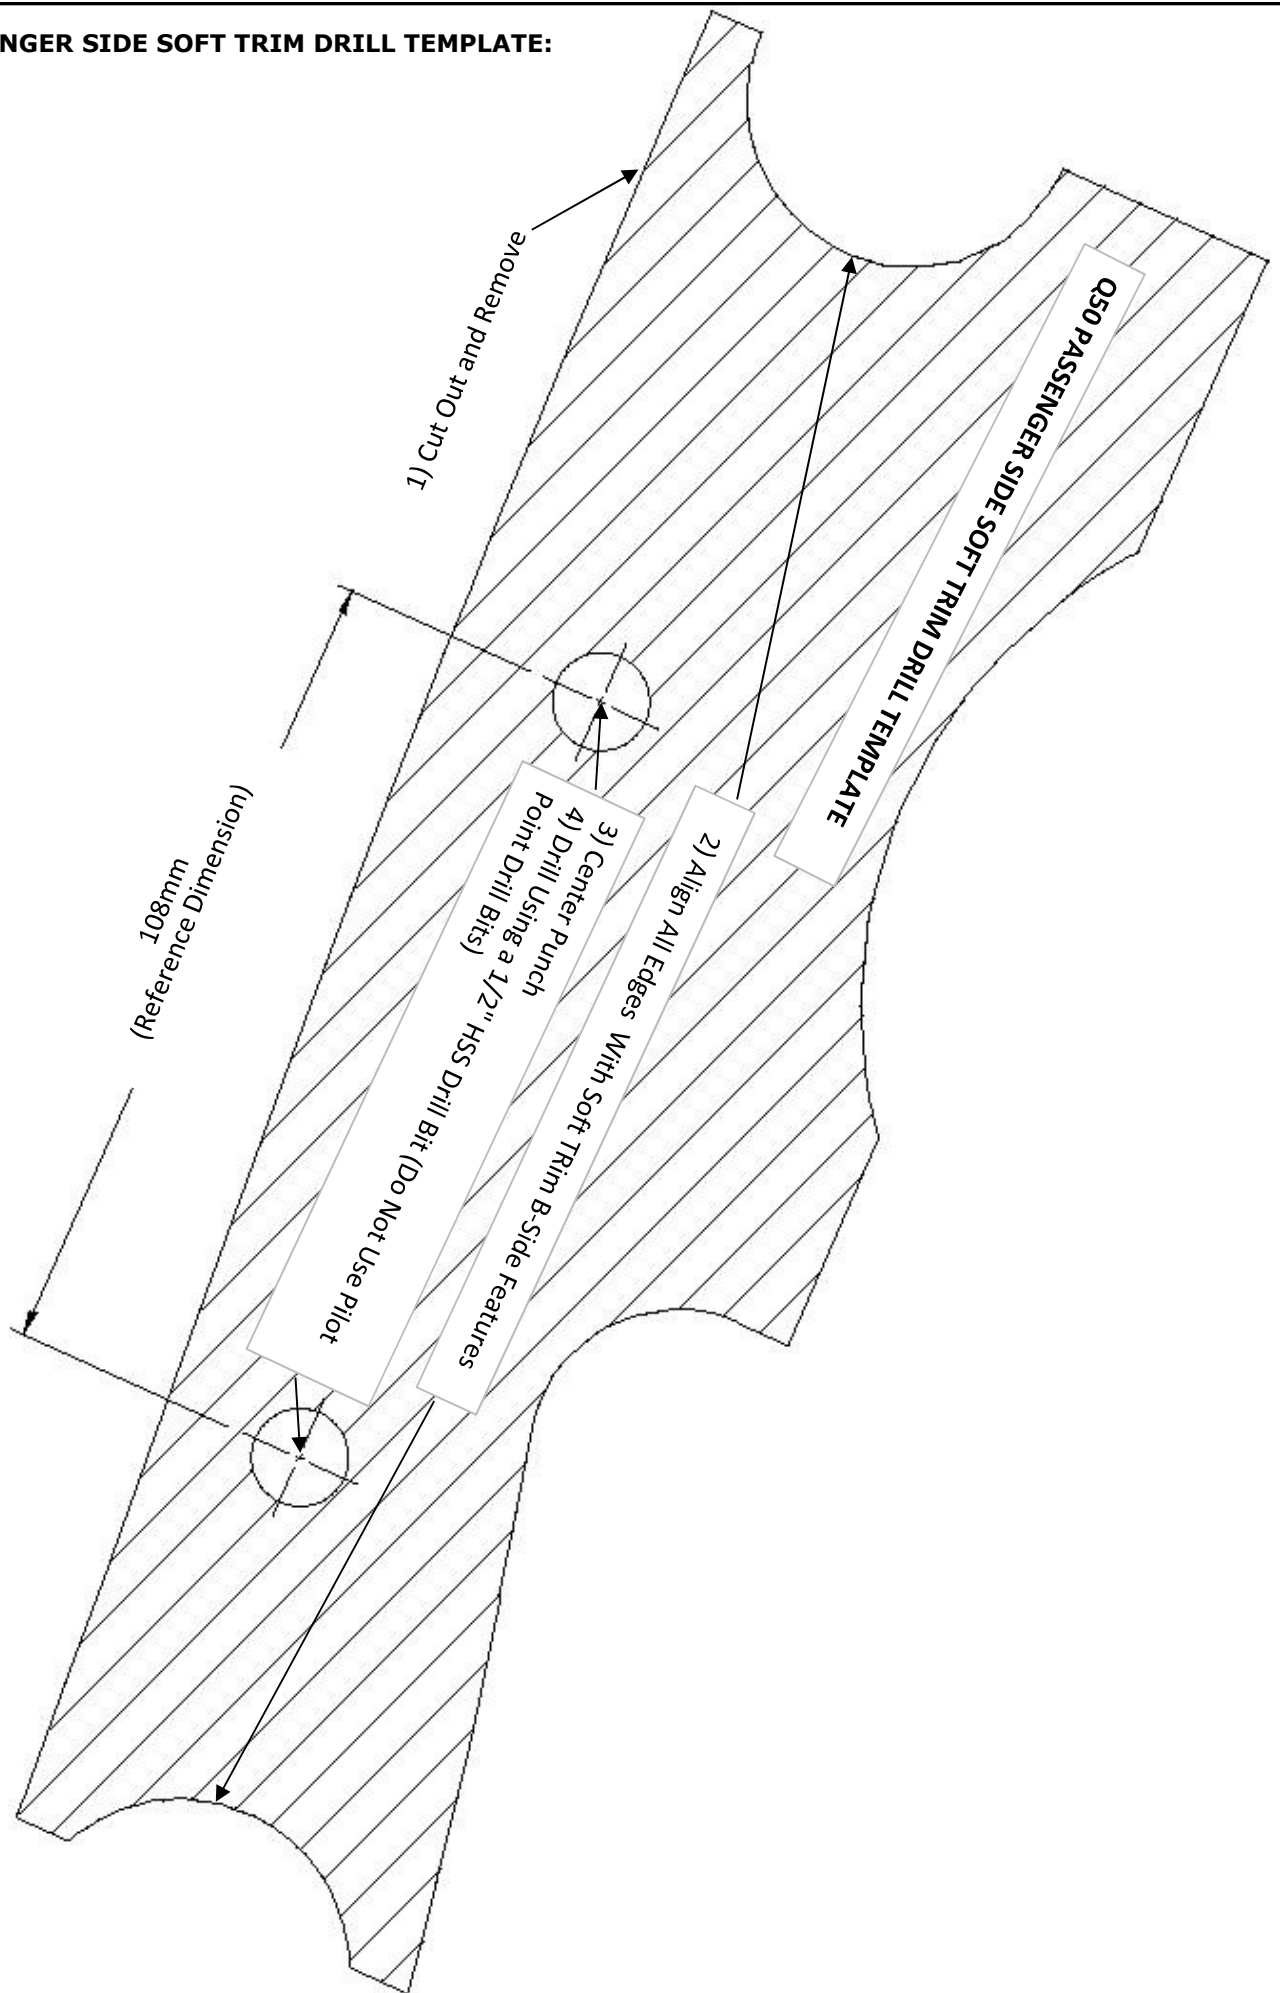 NGER SIDE SOFT TRIM DRILL TEMPLATE:
1) Cut Out and Remove
Q50 PASSENGER SIDE SOFT TRIM DRILL TEMPLATE
108mm
(Reference Dimension)
3) Center Punch
4) Drill Using a 1/2" HSS Drill Bit (Do Not Use Pilot
Point Drill Bits)
2) Align All Edges With Soft TRim B-Side Features